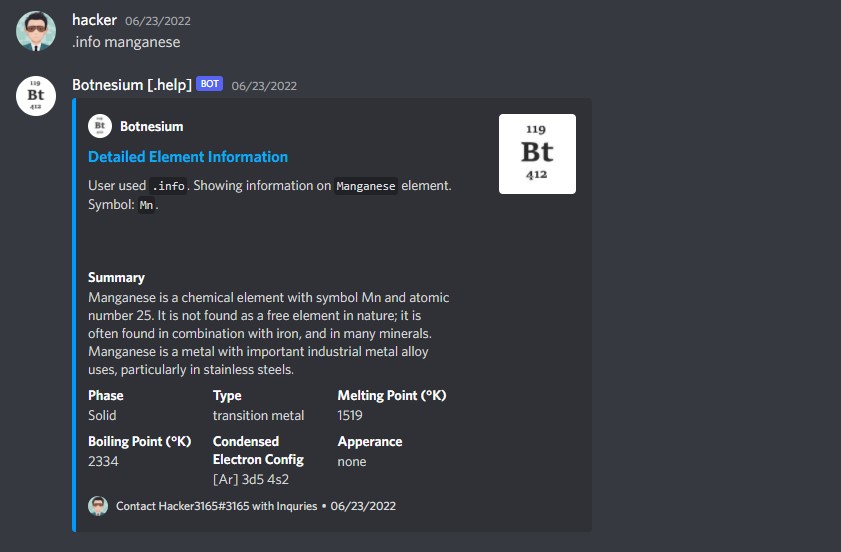 hacker 06/23/2022
.info manganese
119
Bt
412
Botnesium [.help] BOT 06/23/2022
Bt
Botnesium
119
Bt
412
Detailed Element Information
User used .info. Showing information on Manganese element.
Symbol: Mn.
Summary
Manganese is a chemical element with symbol Mn and atomic
number 25. It is not found as a free element in nature; it is
often found in combination with iron, and in many minerals.
Manganese is a metal with important industrial metal alloy
uses, particularly in stainless steels.
Phase Type Melting Point (°K)
Solid transition metal 1519
Boiling Point (°K) Condensed Apperance
Electron Config
2334 none
[Ar] 3d5 4s2
Contact Hacker3165#3165 with Inquries • 06/23/2022